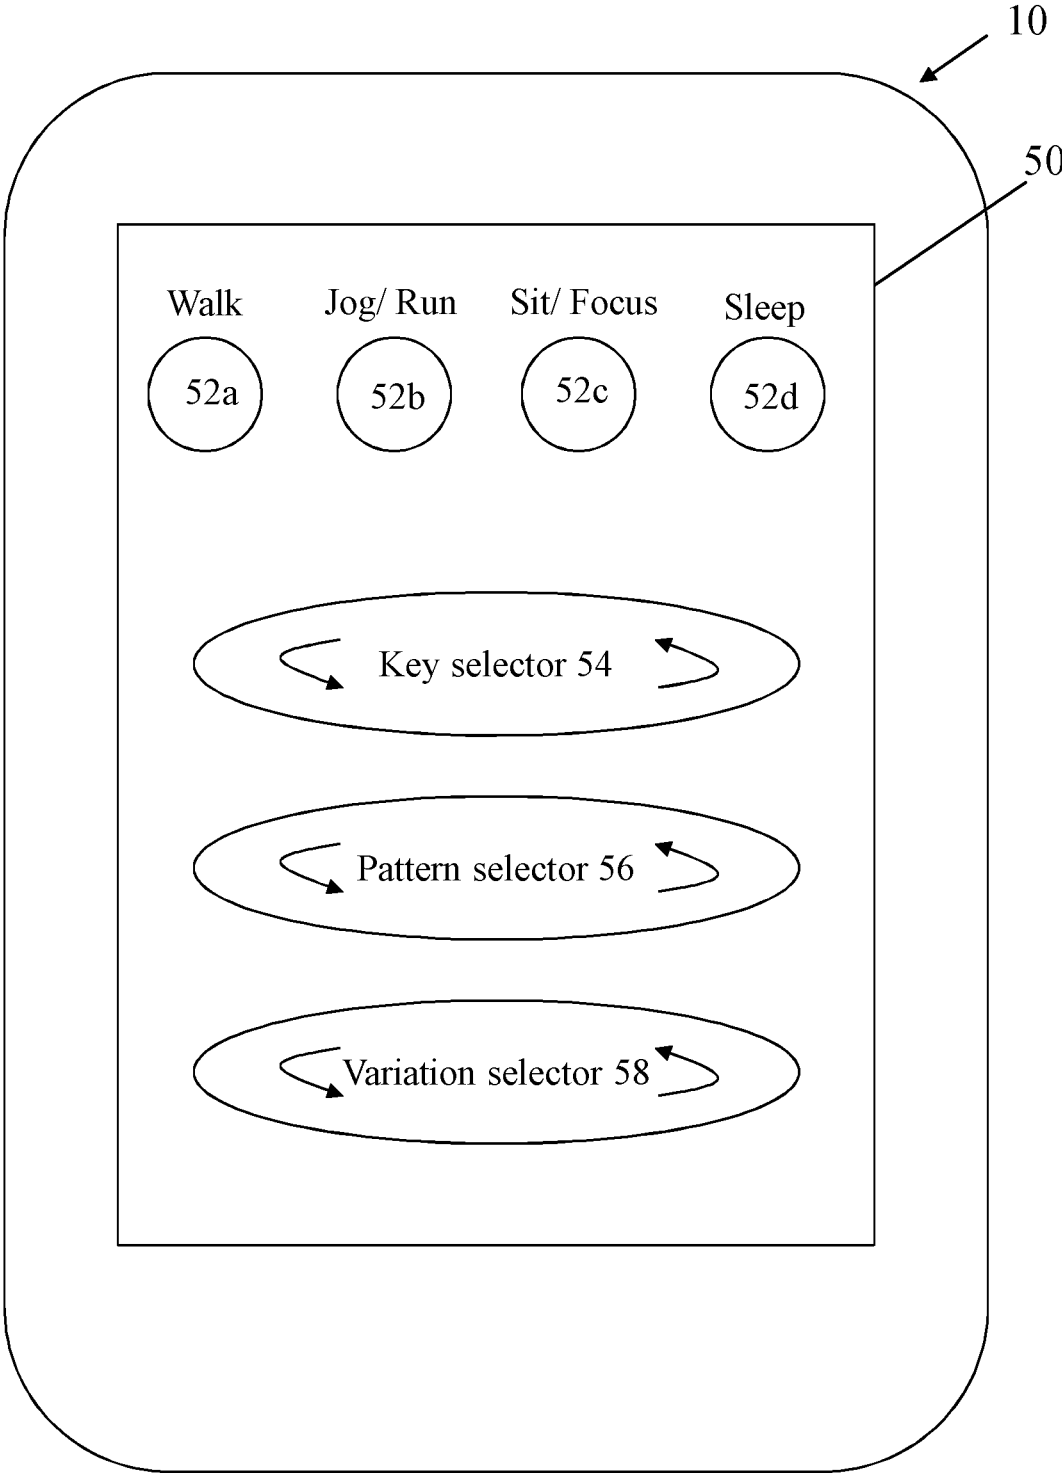 10
50
Walk Jog/ Run Sit/ Focus Sleep
52a 52b 52c 52d
Key selector 54
Pattern selector 56
Variation selector 58